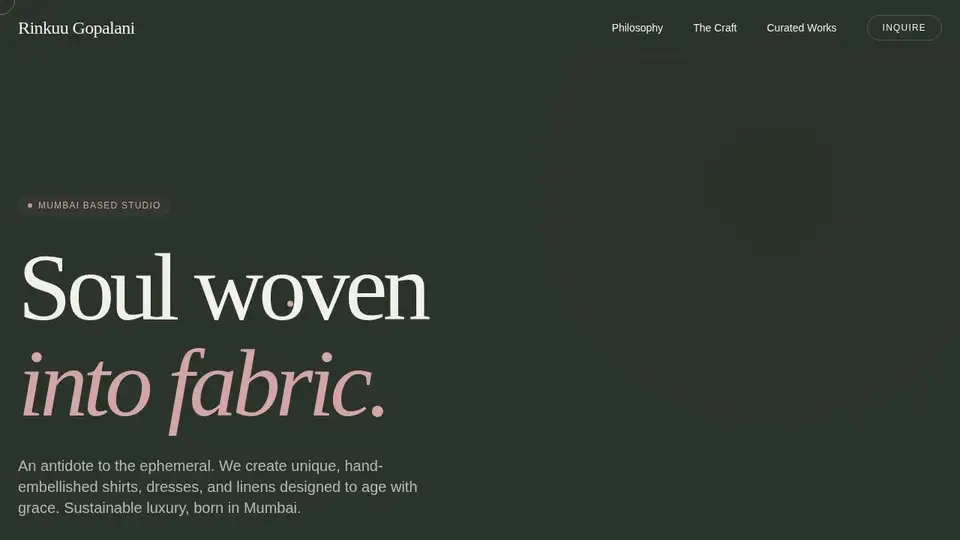 Rinkuu Gopalani
Philosophy
The Craft
Curated Works
INQUIRE
MUMBAI BASED STUDIO
Soul woven
into fabric.
An antidote to the ephemeral. We create unique, hand-
embellished shirts, dresses, and linens designed to age with
grace. Sustainable luxury, born in Mumbai.